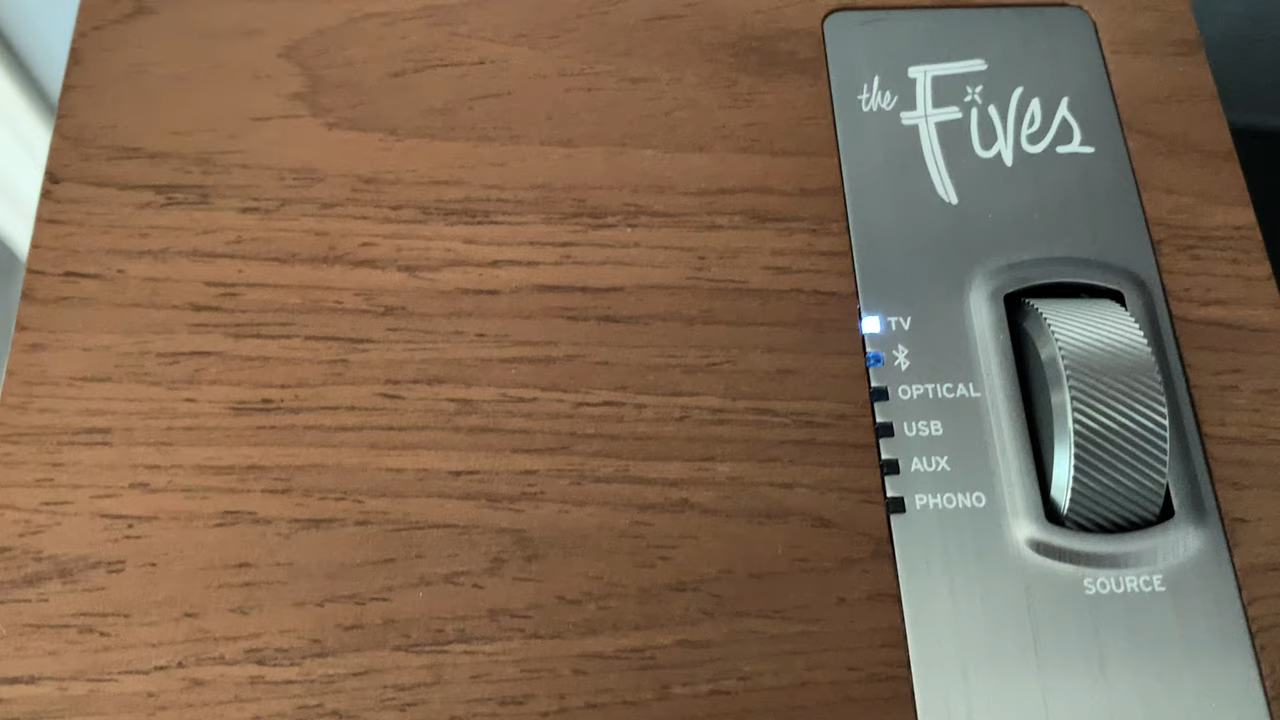 the Fives
TV
OPTICAL
USB
AUX
PHONO
SOURCE